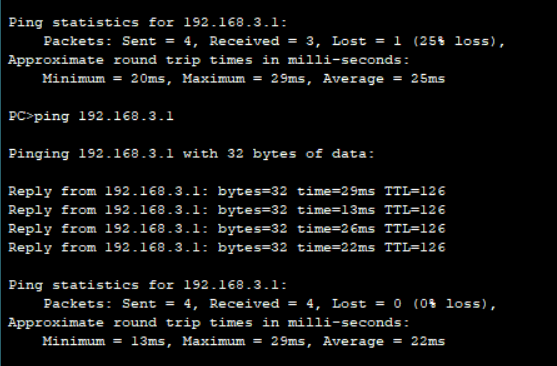 Ping statistics for 192.168.3.1:
    Packets: Sent = 4, Received = 3, Lost = 1 (25% loss),
Approximate round trip times in milli-seconds:
    Minimum = 20ms, Maximum = 29ms, Average = 25ms
PC>ping 192.168.3.1
Pinging 192.168.3.1 with 32 bytes of data:
Reply from 192.168.3.1: bytes=32 time=29ms TTL=126
Reply from 192.168.3.1: bytes=32 time=13ms TTL=126
Reply from 192.168.3.1: bytes=32 time=26ms TTL=126
Reply from 192.168.3.1: bytes=32 time=22ms TTL=126
Ping statistics for 192.168.3.1:
    Packets: Sent = 4, Received = 4, Lost = 0 (0% loss),
Approximate round trip times in milli-seconds:
    Minimum = 13ms, Maximum = 29ms, Average = 22ms